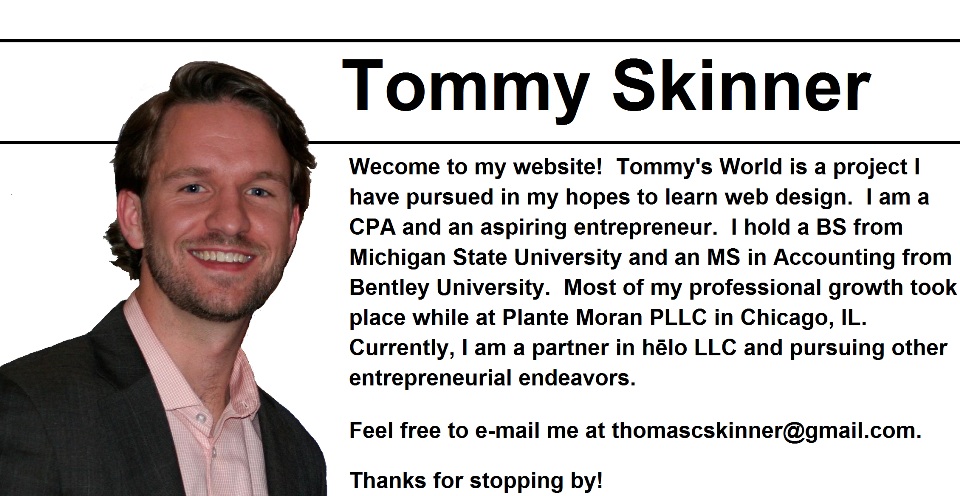 Tommy Skinner
Wecome to my website!  Tommy's World is a project I
have pursued in my hopes to learn web design.  I am a
CPA and an aspiring entrepreneur.  I hold a BS from
Michigan State University and an MS in Accounting from
Bentley University.  Most of my professional growth took
place while at Plante Moran PLLC in Chicago, IL.
Currently, I am a partner in hēlo LLC and pursuing other
entrepreneurial endeavors.
Feel free to e-mail me at thomascskinner@gmail.com.
Thanks for stopping by!